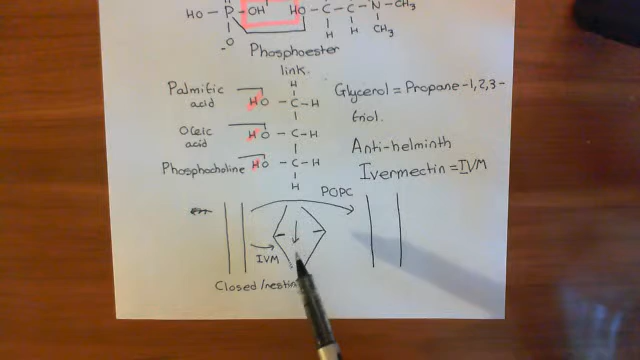 HO – P – OH HO – C – C – N – CH₃
H H CH₃
-O
Phosphoester
link.
Palmitic
acid
H
HO – C – H
Glycerol = Propane-1,2,3-
triol.
Oleic
acid
HO – C – H
Anti-helminth
Phosphocholine HO – C – H
H
Ivermectin = IVM
POPC
IVM
Closed/restin